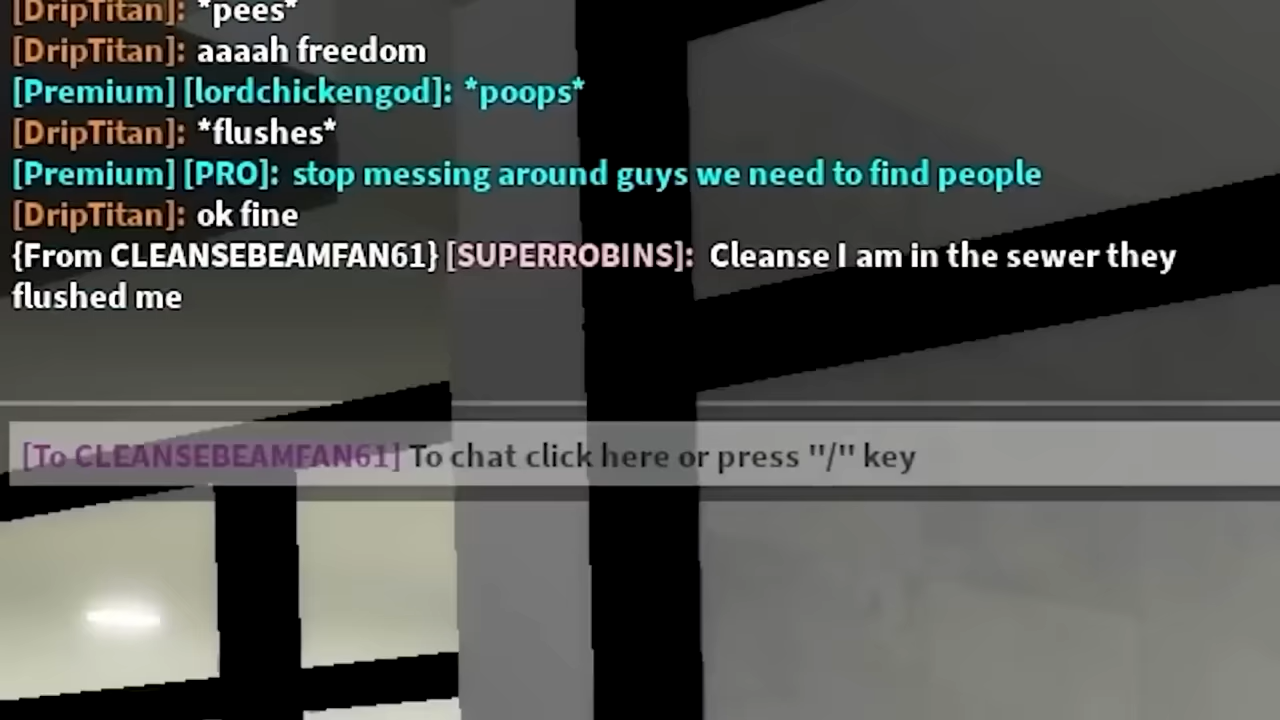 [DripTitan]: *pees*
[DripTitan]: aaaah freedom
[Premium] [lordchickengod]: *poops*
[DripTitan]: *flushes*
[Premium] [PRO]: stop messing around guys we need to find people
[DripTitan]: ok fine
{From CLEANSEBEAMFAN61} [SUPERROBINS]: Cleanse I am in the sewer they
flushed me
[To CLEANSEBEAMFAN61] To chat click here or press "/" key